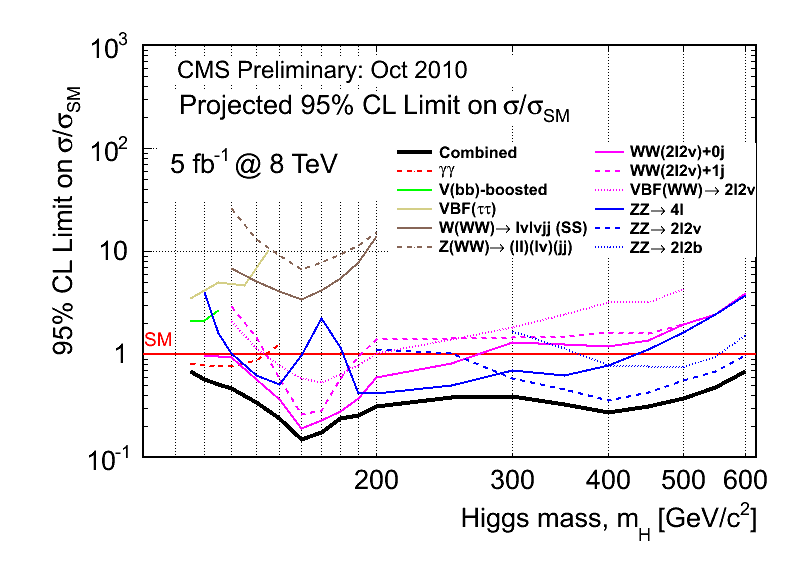 CMS Preliminary: Oct 2010
Projected 95% CL Limit on σ/σSM
5 fb-1 @ 8 TeV
Combined
γγ
V(bb)-boosted
VBF(ττ)
W(WW)→ lνlνjj (SS)
Z(WW)→ (ll)(lν)(jj)
WW(2l2ν)+0j
WW(2l2ν)+1j
VBF(WW)→ 2l2ν
ZZ→ 4l
ZZ→ 2l2ν
ZZ→ 2l2b
SM
95% CL Limit on σ/σSM
10³
10²
10
1
10⁻¹
200 300 400 500 600
Higgs mass, mH [GeV/c²]